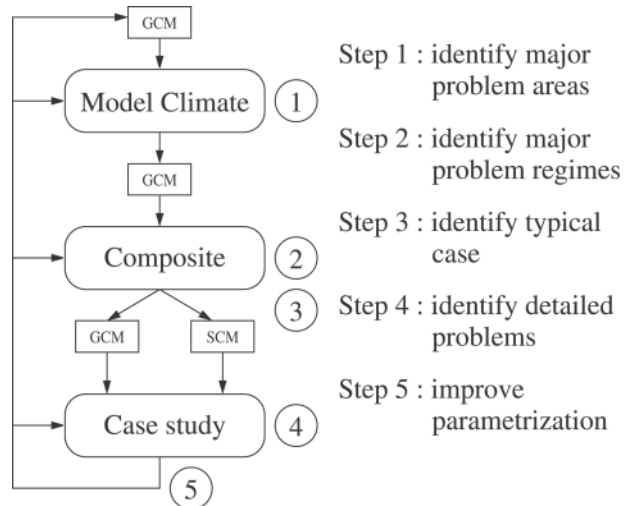 GCM
Model Climate
1
GCM
Composite
2
3
GCM
SCM
Case study
4
5
Step 1 : identify major
problem areas
Step 2 : identify major
problem regimes
Step 3 : identify typical
case
Step 4 : identify detailed
problems
Step 5 : improve
parametrization